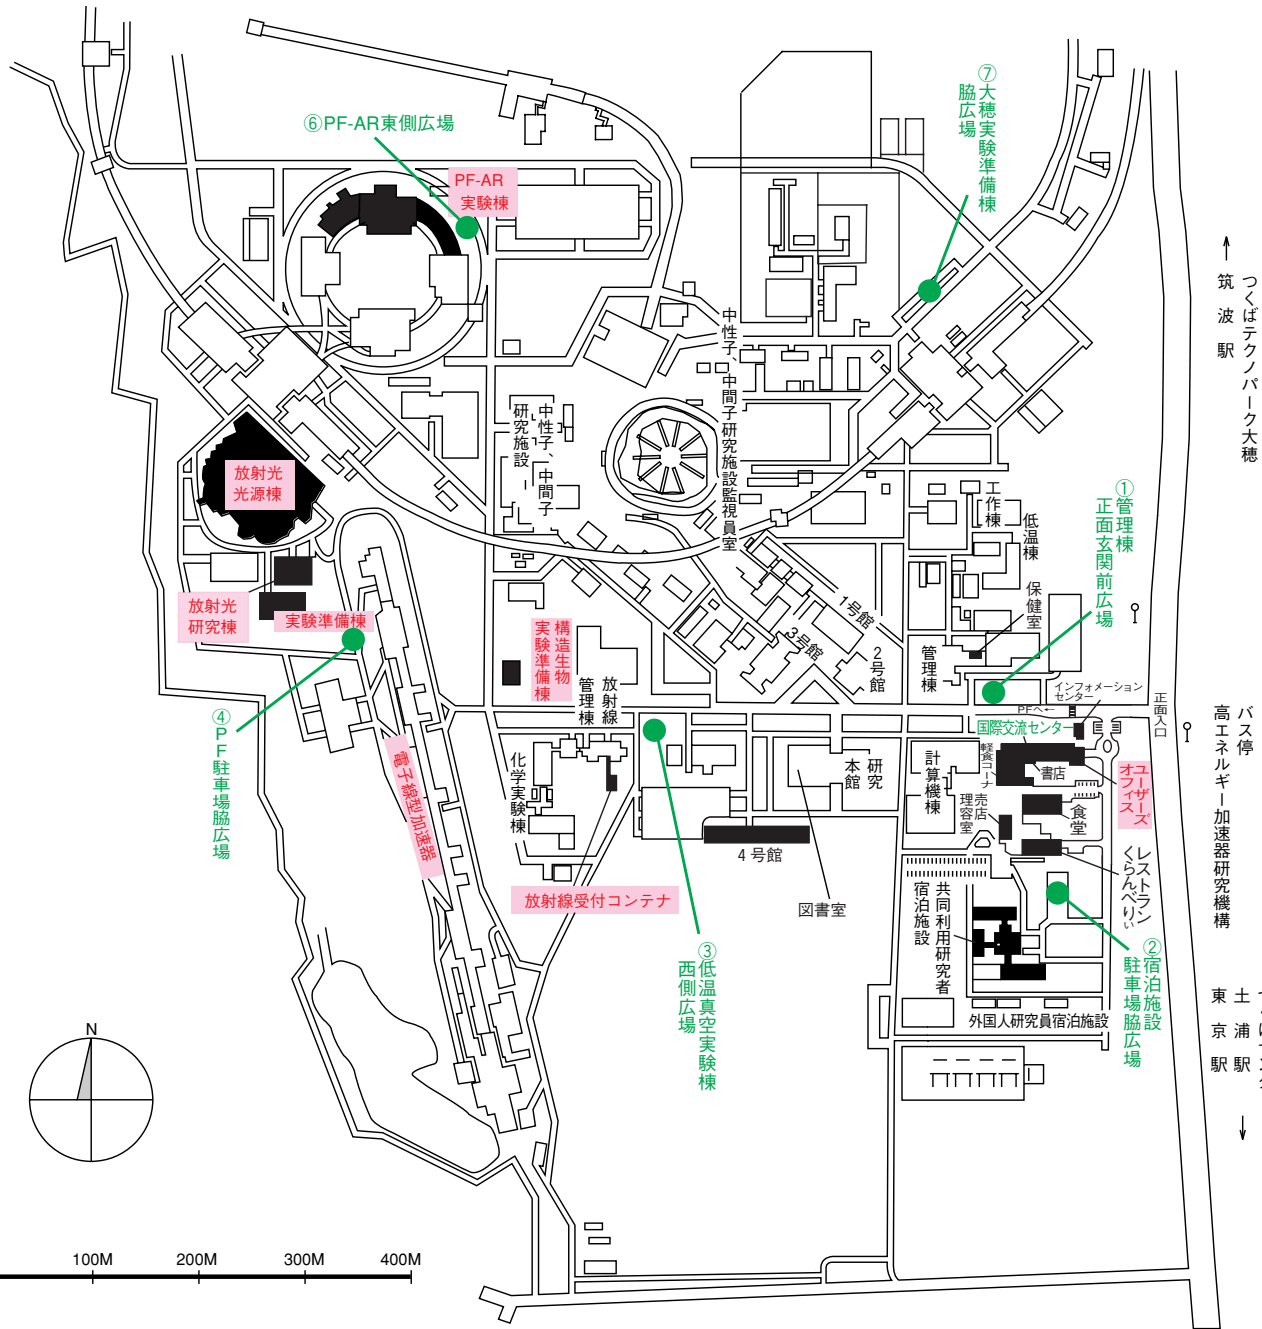 ⑥PF-AR東側広場
PF-AR
実験棟
⑦大穂実験準備棟
脇広場
つくばテクノパーク大穂
筑波駅
中性子、中間子研究施設監視員室
中性子、中間子
研究施設
放射光
光源棟
工作棟
低温棟
①管理棟
正面玄関前広場
保健室
放射光
研究棟
実験準備棟
構造生物
実験準備棟
放射線
管理棟
1号館
3号館
2号館
管理棟
インフォメーション
センター
PFへ←
国際交流センター
正面入口
バス停
高エネルギー加速器研究機構
④PF駐車場脇広場
電子線型加速器
化学実験棟
研究
本館
計算機棟
軽食コーナ
書店
ユーザーズ
オフィス
売店
理容室
食堂
レストラン
くらんべりぃ
4号館
放射線受付コンテナ
図書室
共同利用研究者
宿泊施設
③低温真空実験棟
西側広場
②宿泊施設
駐車場脇広場
外国人研究員宿泊施設
土浦駅
東京駅
N
100M
200M
300M
400M